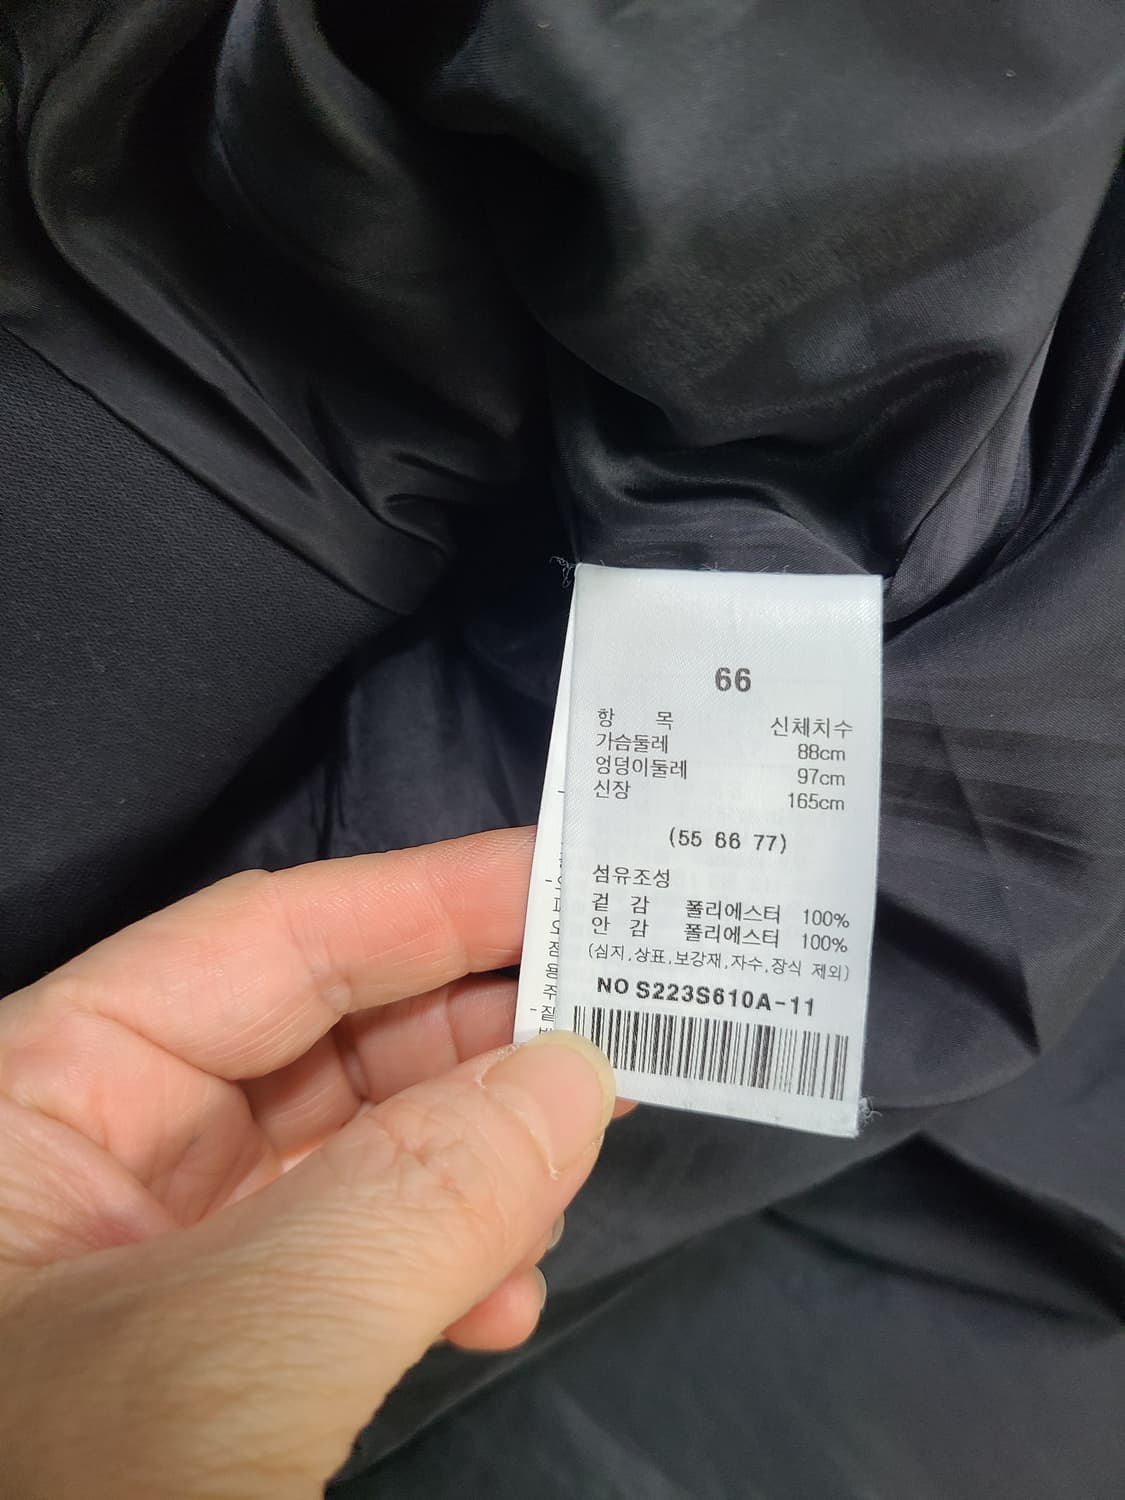 66
항 목 신체치수
가슴둘레 88cm
엉덩이둘레 97cm
신장 165cm
(55 66 77)
섬유조성
겉 감 폴리에스터 100%
안 감 폴리에스터 100%
(심지,상표,보강재,자수,장식 제외)
NO S223S610A-11